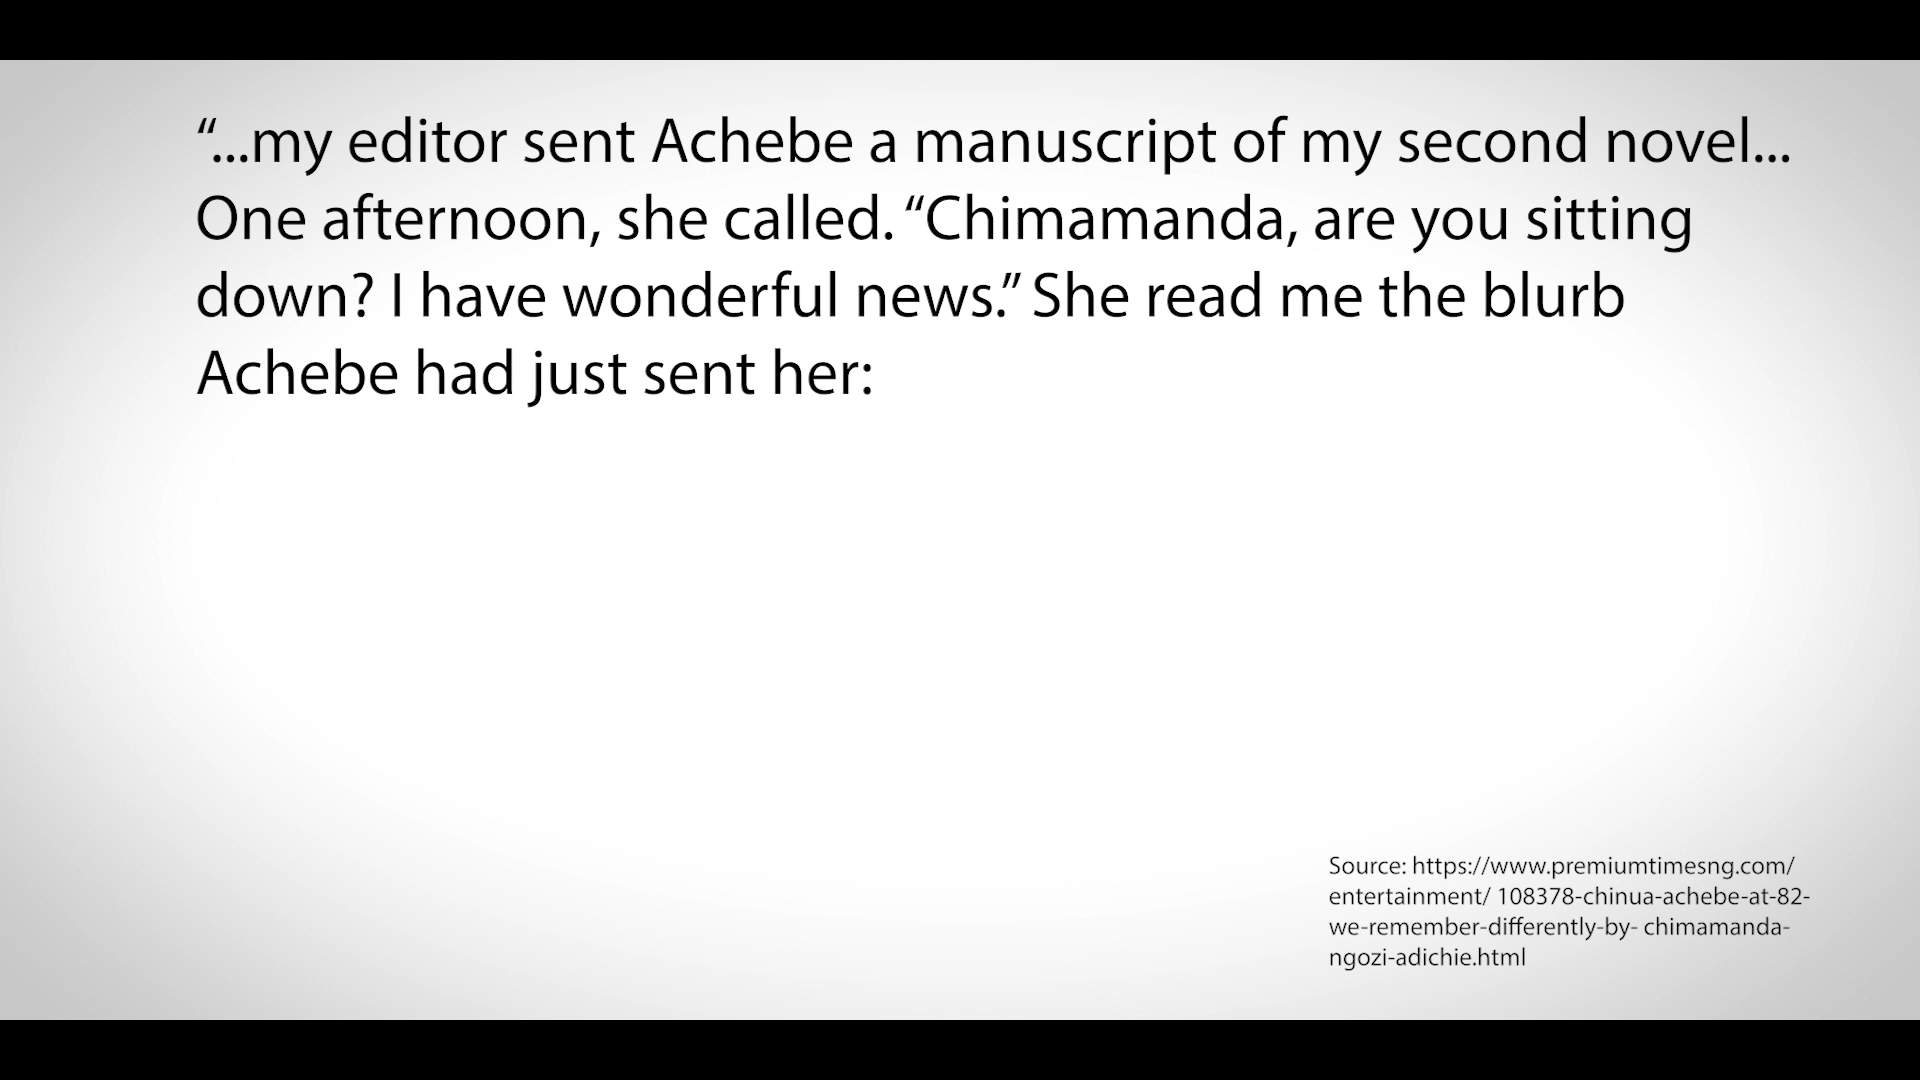 “...my editor sent Achebe a manuscript of my second novel...
One afternoon, she called. “Chimamanda, are you sitting
down? I have wonderful news.” She read me the blurb
Achebe had just sent her:
Source: https://www.premiumtimesng.com/
entertainment/ 108378-chinua-achebe-at-82-
we-remember-differently-by- chimamanda-
ngozi-adichie.html